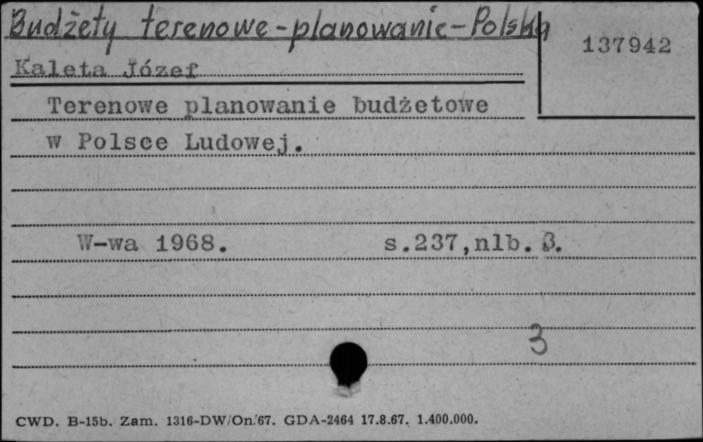 Budżety terenowe-planowanie-Polska
137942
Kaleta Józef
Terenowe planowanie budżetowe
w Polsce Ludowej.
W-wa 1968. s.237,nlb. 3.
3
CWD. B-15b. Zam. 1316-DW/On.'67. GDA-2464 17.8.67. 1.400.000.